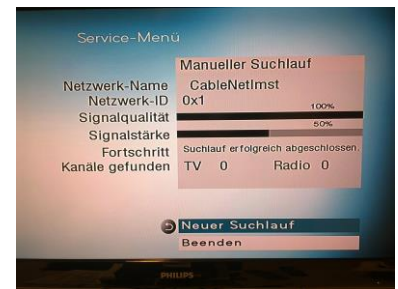 Service-Menü
Manueller Suchlauf
Netzwerk-Name CableNetImst
Netzwerk-ID 0x1
100%
Signalqualität
50%
Signalstärke
Fortschritt Suchlauf erfolgreich abgeschlossen.
Kanäle gefunden TV 0 Radio 0
Neuer Suchlauf
Beenden
PHILIPS